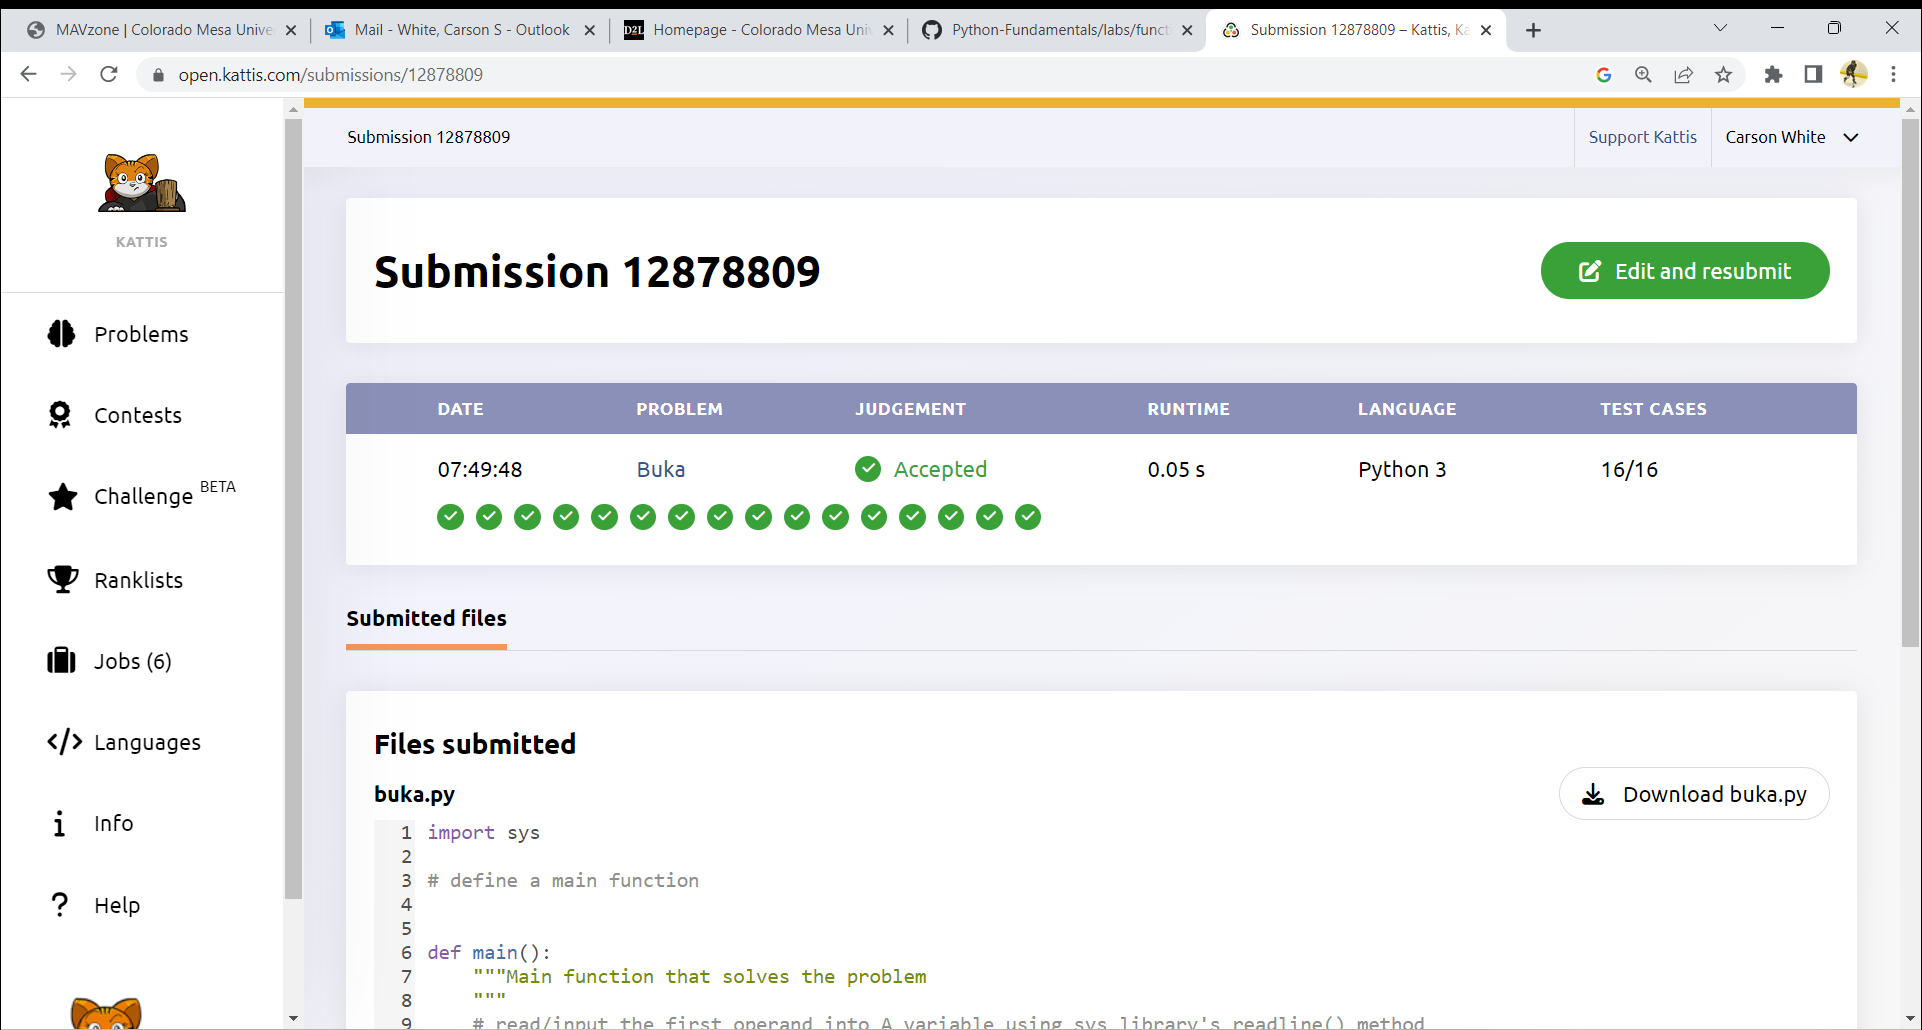 MAVzone | Colorado Mesa Unive
Mail - White, Carson S - Outlook
D2L
Homepage - Colorado Mesa Uni
Python-Fundamentals/labs/functi
Submission 12878809 – Kattis, Ka
open.kattis.com/submissions/12878809
Submission 12878809
Support Kattis
Carson White
KATTIS
Submission 12878809
Edit and resubmit
Problems
Contests
Challenge BETA
Ranklists
Jobs (6)
Languages
Info
Help
DATE PROBLEM JUDGEMENT RUNTIME LANGUAGE TEST CASES
07:49:48 Buka Accepted 0.05 s Python 3 16/16
Submitted files
Files submitted
buka.py
Download buka.py
1 import sys
2
3 # define a main function
4
5
6 def main():
7 """Main function that solves the problem
8 """
9 # read/input the first operand into A variable using sys library's readline() method